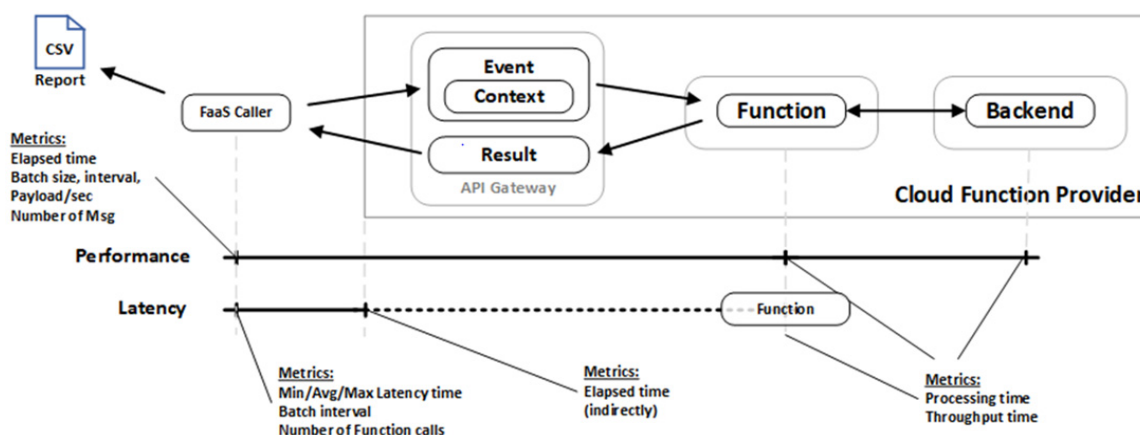 CSV
Report
FaaS Caller
Event
Context
Result
API Gateway
Function
Backend
Cloud Function Provider
Metrics:
Elapsed time
Batch size, interval,
Payload/sec
Number of Msg
Performance
Latency
Function
Metrics:
Min/Avg/Max Latency time
Batch interval
Number of Function calls
Metrics:
Elapsed time
(indirectly)
Metrics:
Processing time
Throughput time